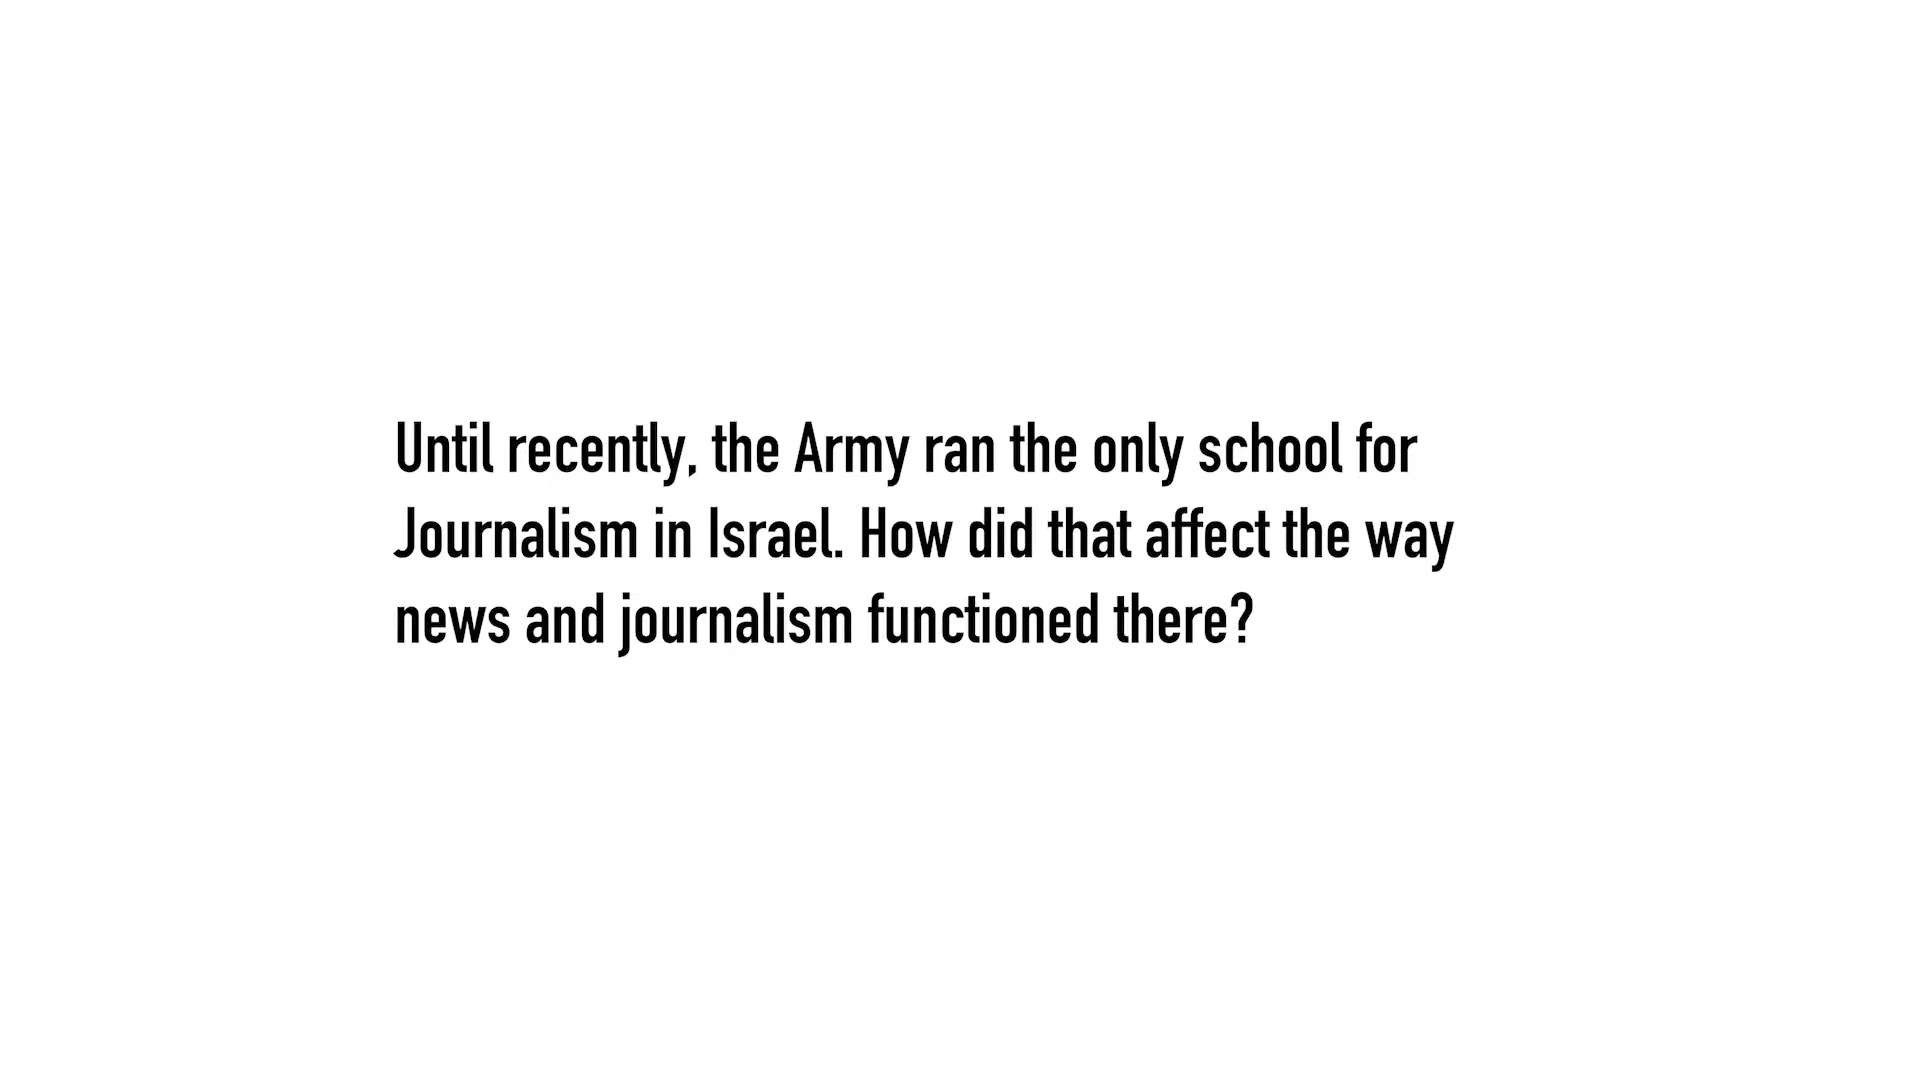 Until recently, the Army ran the only school for
Journalism in Israel. How did that affect the way
news and journalism functioned there?